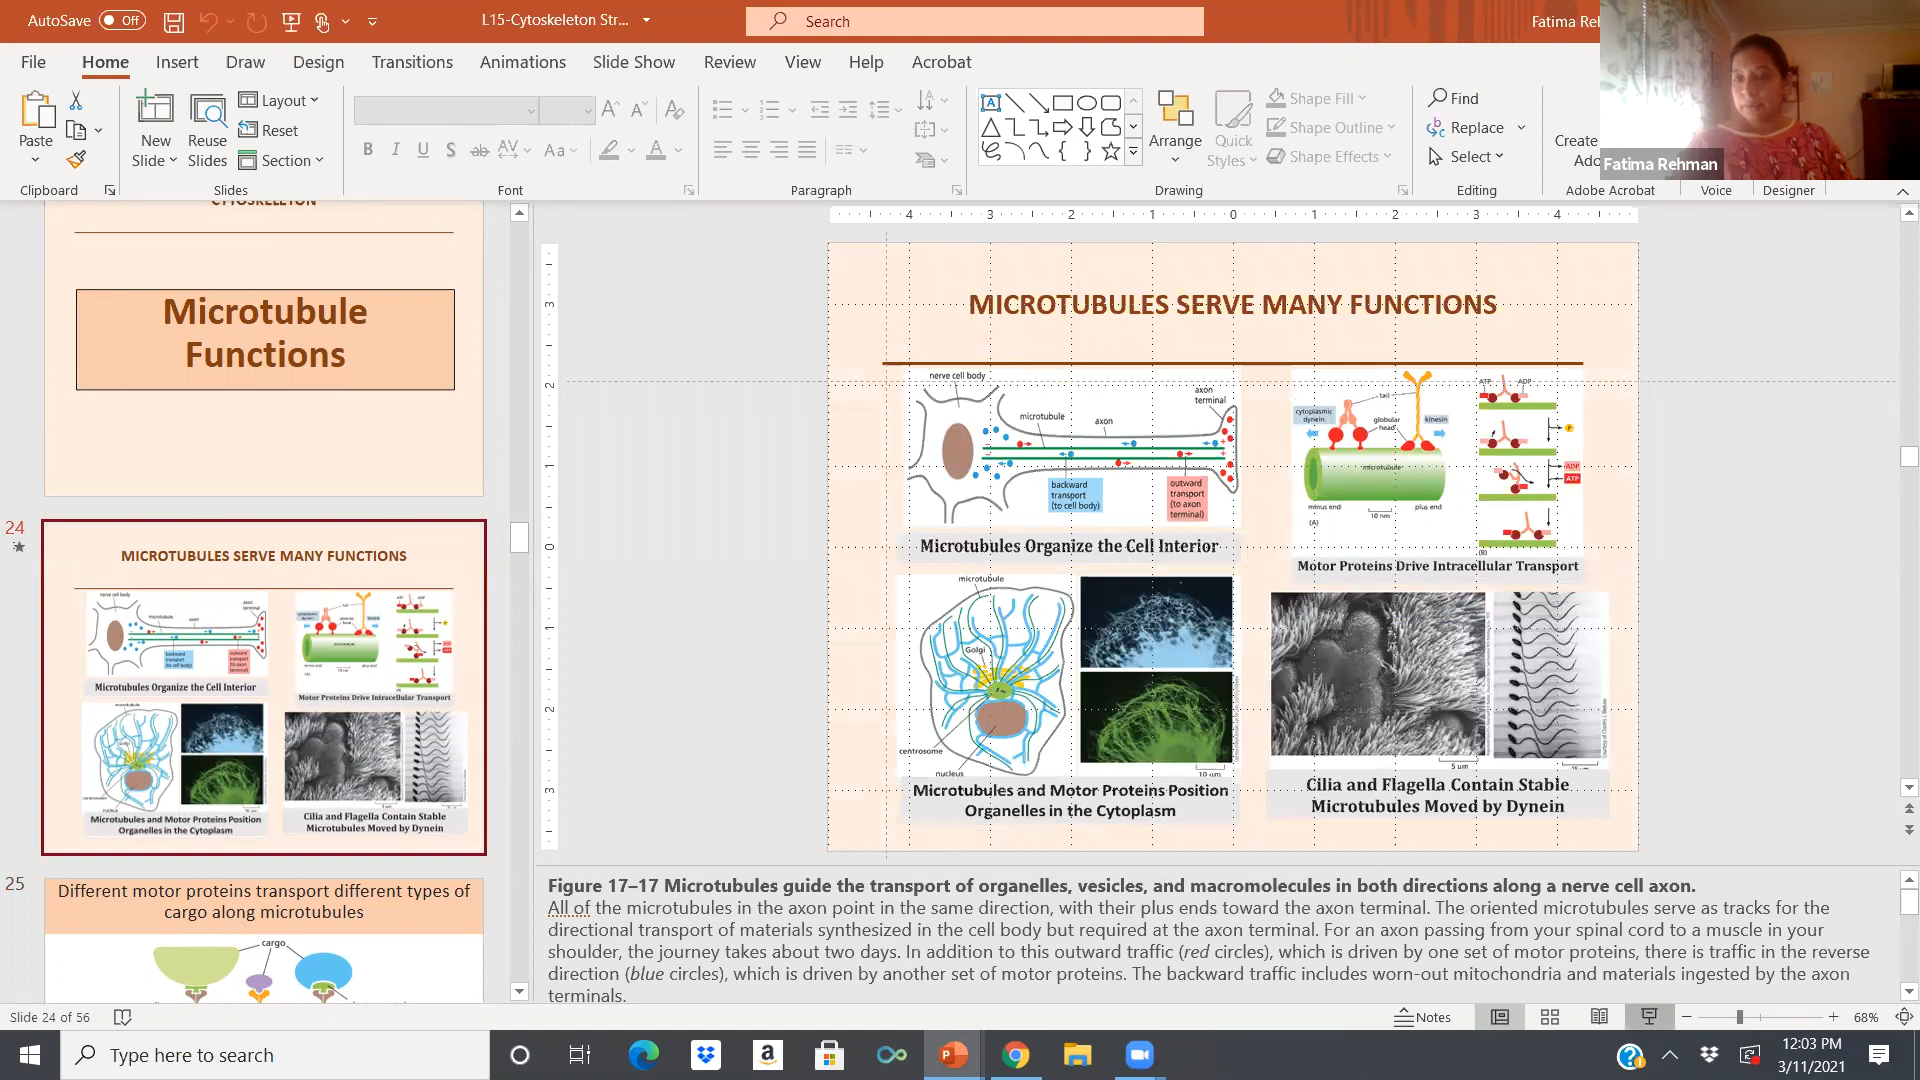 AutoSave Off
L15-Cytoskeleton Str...
Search
Fatima Reh
File Home Insert Draw Design Transitions Animations Slide Show Review View Help Acrobat
Paste
New Slide
Reuse Slides
Layout
Reset
Section
Arrange
Quick Styles
Shape Fill
Shape Outline
Shape Effects
Find
Replace
Select
Create
Ado
Fatima Rehman
Clipboard Slides Font Paragraph Drawing Editing Adobe Acrobat Voice Designer
CYTOSKELETON
Microtubule
Functions
24
MICROTUBULES SERVE MANY FUNCTIONS
Microtubules Organize the Cell Interior
Motor Proteins Drive Intracellular Transport
Microtubules and Motor Proteins Position
Organelles in the Cytoplasm
Cilia and Flagella Contain Stable
Microtubules Moved by Dynein
25
Different motor proteins transport different types of
cargo along microtubules
cargo
MICROTUBULES SERVE MANY FUNCTIONS
nerve cell body
axon
terminal
microtubule
axon
backward
transport
(to cell body)
outward
transport
(to axon
terminal)
Microtubules Organize the Cell Interior
tail
cytoplasmic
dynein
globular
head
kinesin
microtubule
minus end
10 nm
plus end
(A)
ATP ADP
P
ADP
ATP
(B)
Motor Proteins Drive Intracellular Transport
microtubule
Golgi
centrosome
nucleus
10 µm
Microtubules and Motor Proteins Position
Organelles in the Cytoplasm
5 µm
Cilia and Flagella Contain Stable
Microtubules Moved by Dynein
Figure 17–17 Microtubules guide the transport of organelles, vesicles, and macromolecules in both directions along a nerve cell axon.
All of the microtubules in the axon point in the same direction, with their plus ends toward the axon terminal. The oriented microtubules serve as tracks for the
directional transport of materials synthesized in the cell body but required at the axon terminal. For an axon passing from your spinal cord to a muscle in your
shoulder, the journey takes about two days. In addition to this outward traffic (red circles), which is driven by one set of motor proteins, there is traffic in the reverse
direction (blue circles), which is driven by another set of motor proteins. The backward traffic includes worn-out mitochondria and materials ingested by the axon
terminals.
Slide 24 of 56
Notes
68%
Type here to search
12:03 PM
3/11/2021